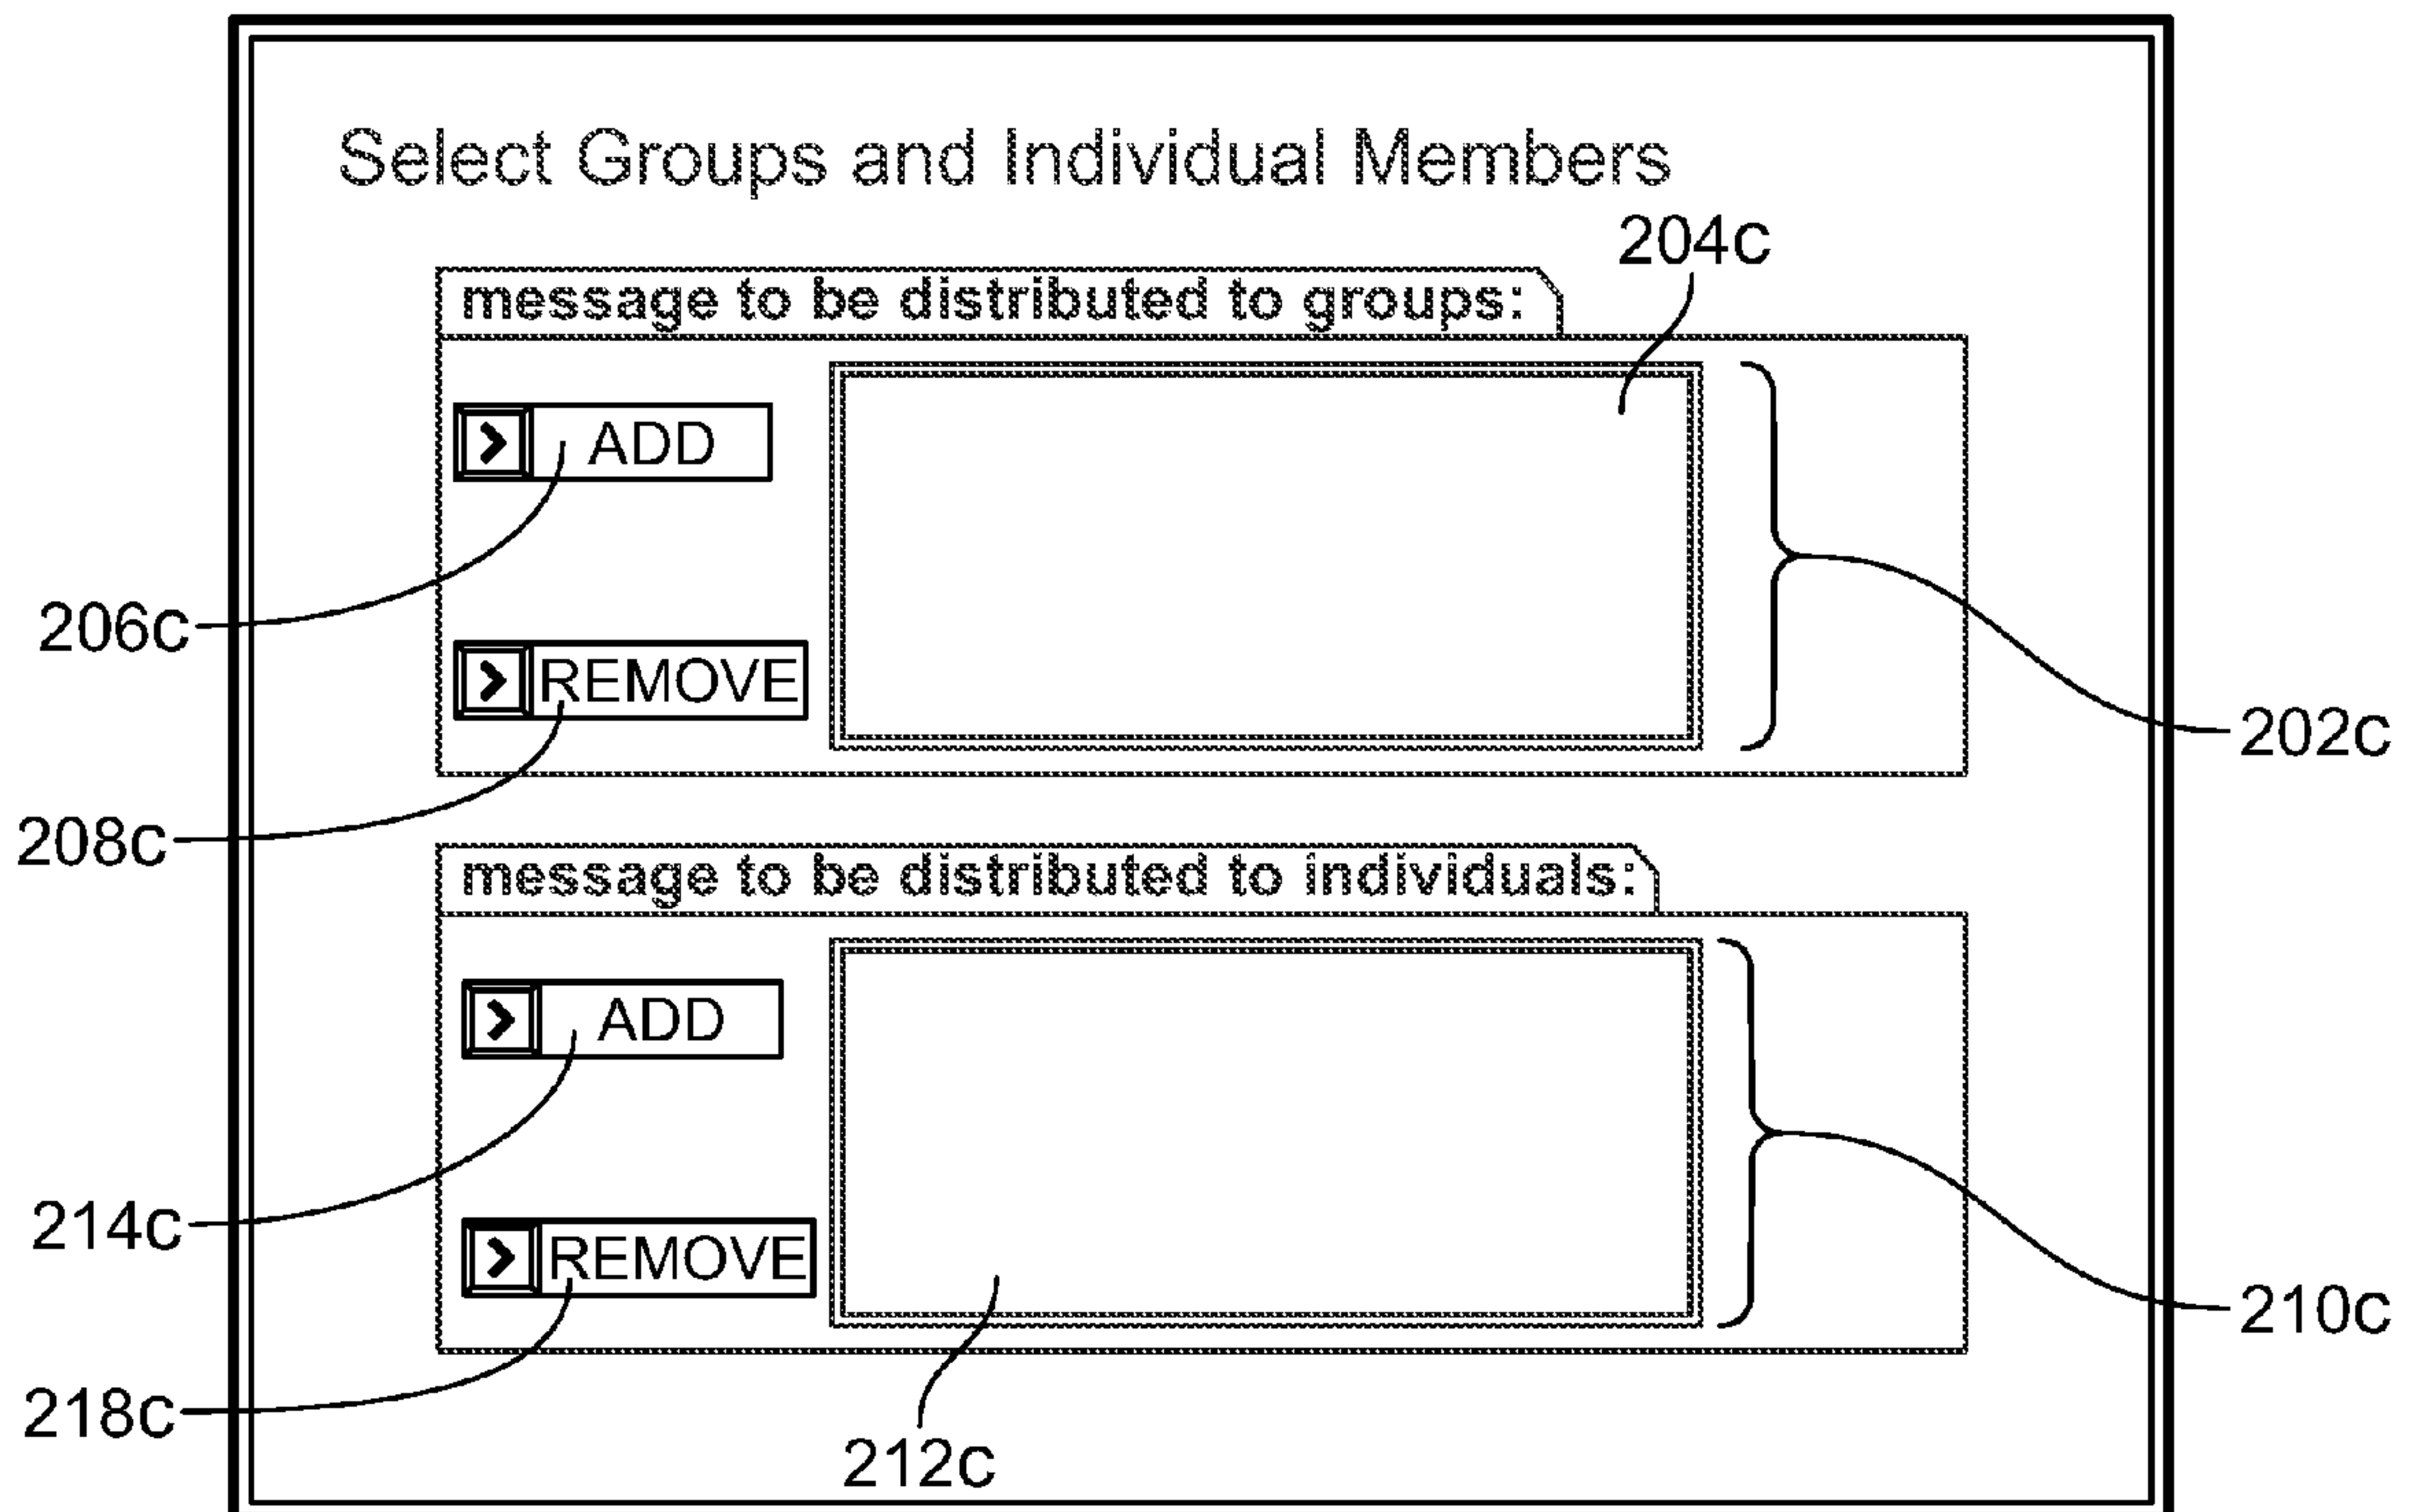 Select Groups and Individual Members
204c
message to be distributed to groups:
ADD
206c
REMOVE
202c
208c
message to be distributed to individuals:
ADD
214c
REMOVE
210c
218c
212c